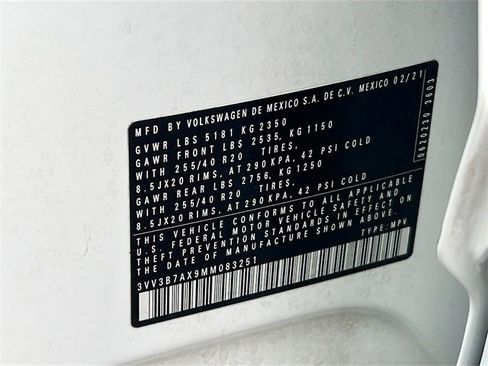 MFD BY VOLKSWAGEN DE MEXICO S.A. DE C.V. MEXICO 02/21
GVWR LBS 5181 KG 2350
GAWR FRONT LBS 2535, KG 1150
WITH 255/40 R20 TIRES,
8.5JX20 RIMS, AT 290 KPA, 42 PSI COLD
GAWR REAR LBS 2756, KG 1250
WITH 255/40 R20 TIRES,
8.5JX20 RIMS, AT 290 KPA, 42 PSI COLD
THIS VEHICLE CONFORMS TO ALL APPLICABLE
U.S. FEDERAL MOTOR VEHICLE
SAFETY STANDARDS IN EFFECT ON
THE DATE OF MANUFACTURE SHOWN ABOVE
3VV3B7AX9MM083251 TYPE: MPV
0620230 3603